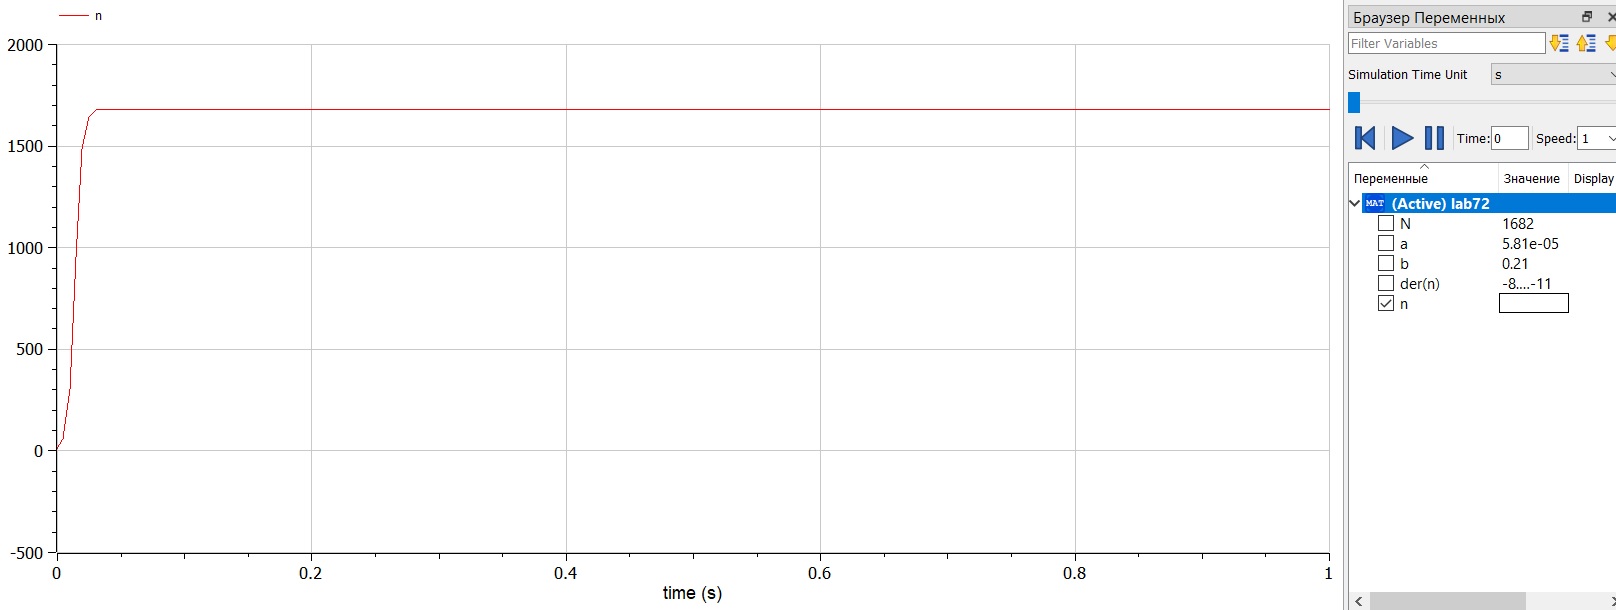 n
2000
1500
1000
500
0
-500
0 0.2 0.4 0.6 0.8 1
time (s)
Браузер Переменных
Filter Variables
Simulation Time Unit s
Time: 0 Speed: 1
Переменные Значение Display
MAT (Active) lab72
N 1682
a 5.81e-05
b 0.21
der(n) -8....-11
n